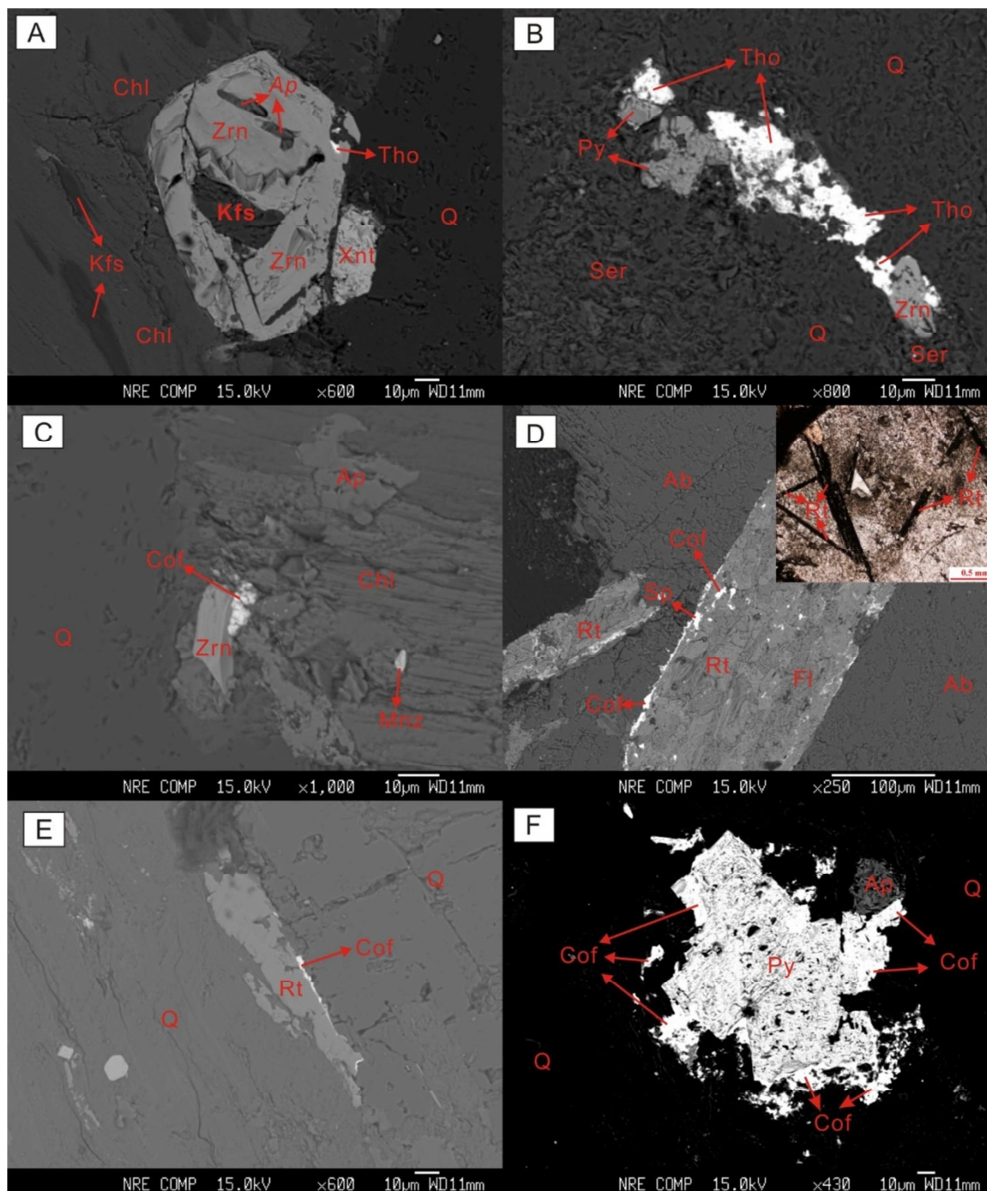 A
Chl
Ap
Zrn
Tho
Kfs
Q
Kfs
Zrn
Xnt
Chl
NRE COMP 15.0kV ×600 10μm WD11mm
B
Tho
Q
Py
Tho
Ser
Zrn
Q
Ser
NRE COMP 15.0kV ×800 10μm WD11mm
C
Ap
Cof
Chl
Q
Zrn
Mnz
NRE COMP 15.0kV ×1,000 10μm WD11mm
D
Ab
Rt
Rt
0.5 mm
Cof
Sp
Rt
Rt
Fl
Cof
Ab
NRE COMP 15.0kV ×250 100μm WD11mm
E
Q
Cof
Rt
Q
NRE COMP 15.0kV ×600 10μm WD11mm
F
Ap
Q
Cof
Py
Cof
Q
Cof
NRE COMP 15.0kV ×430 10μm WD11mm